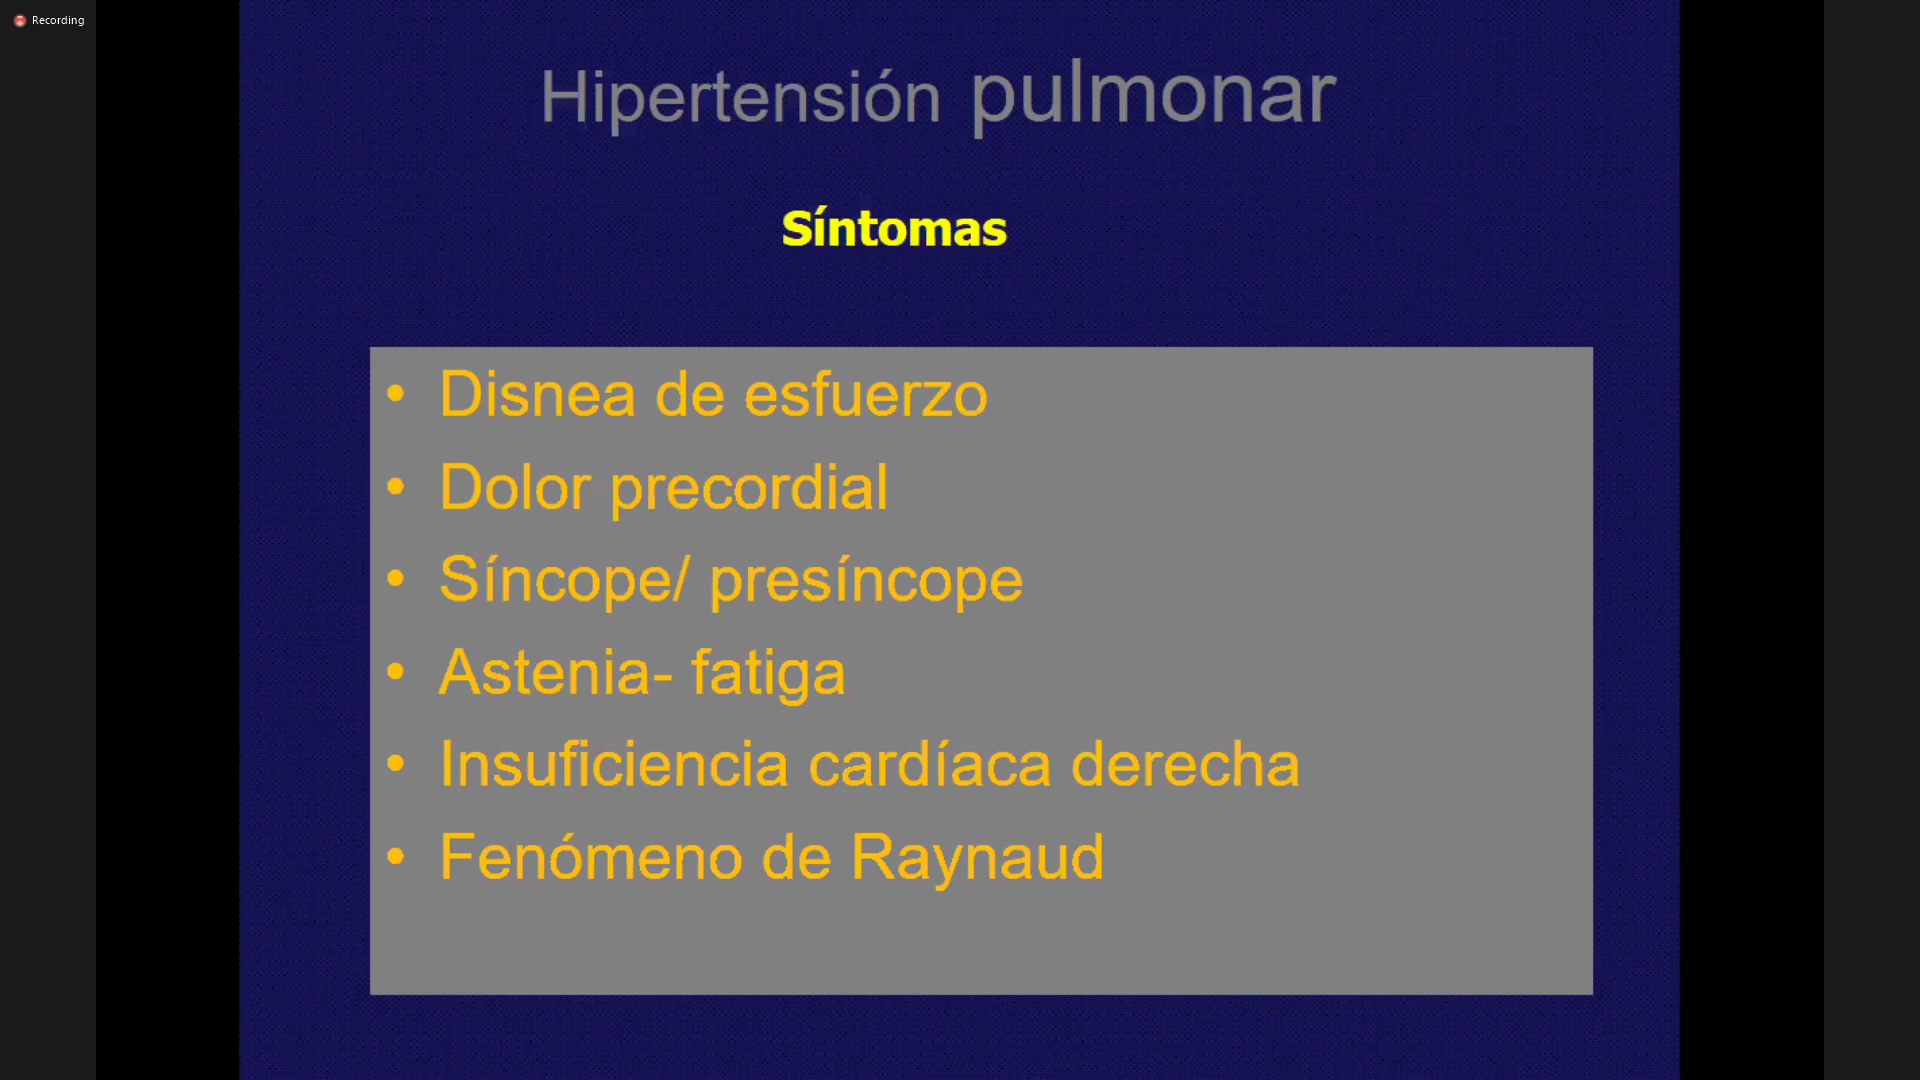 Recording
Hipertensión pulmonar
Síntomas
• Disnea de esfuerzo
• Dolor precordial
• Síncope/ presíncope
• Astenia- fatiga
• Insuficiencia cardíaca derecha
• Fenómeno de Raynaud